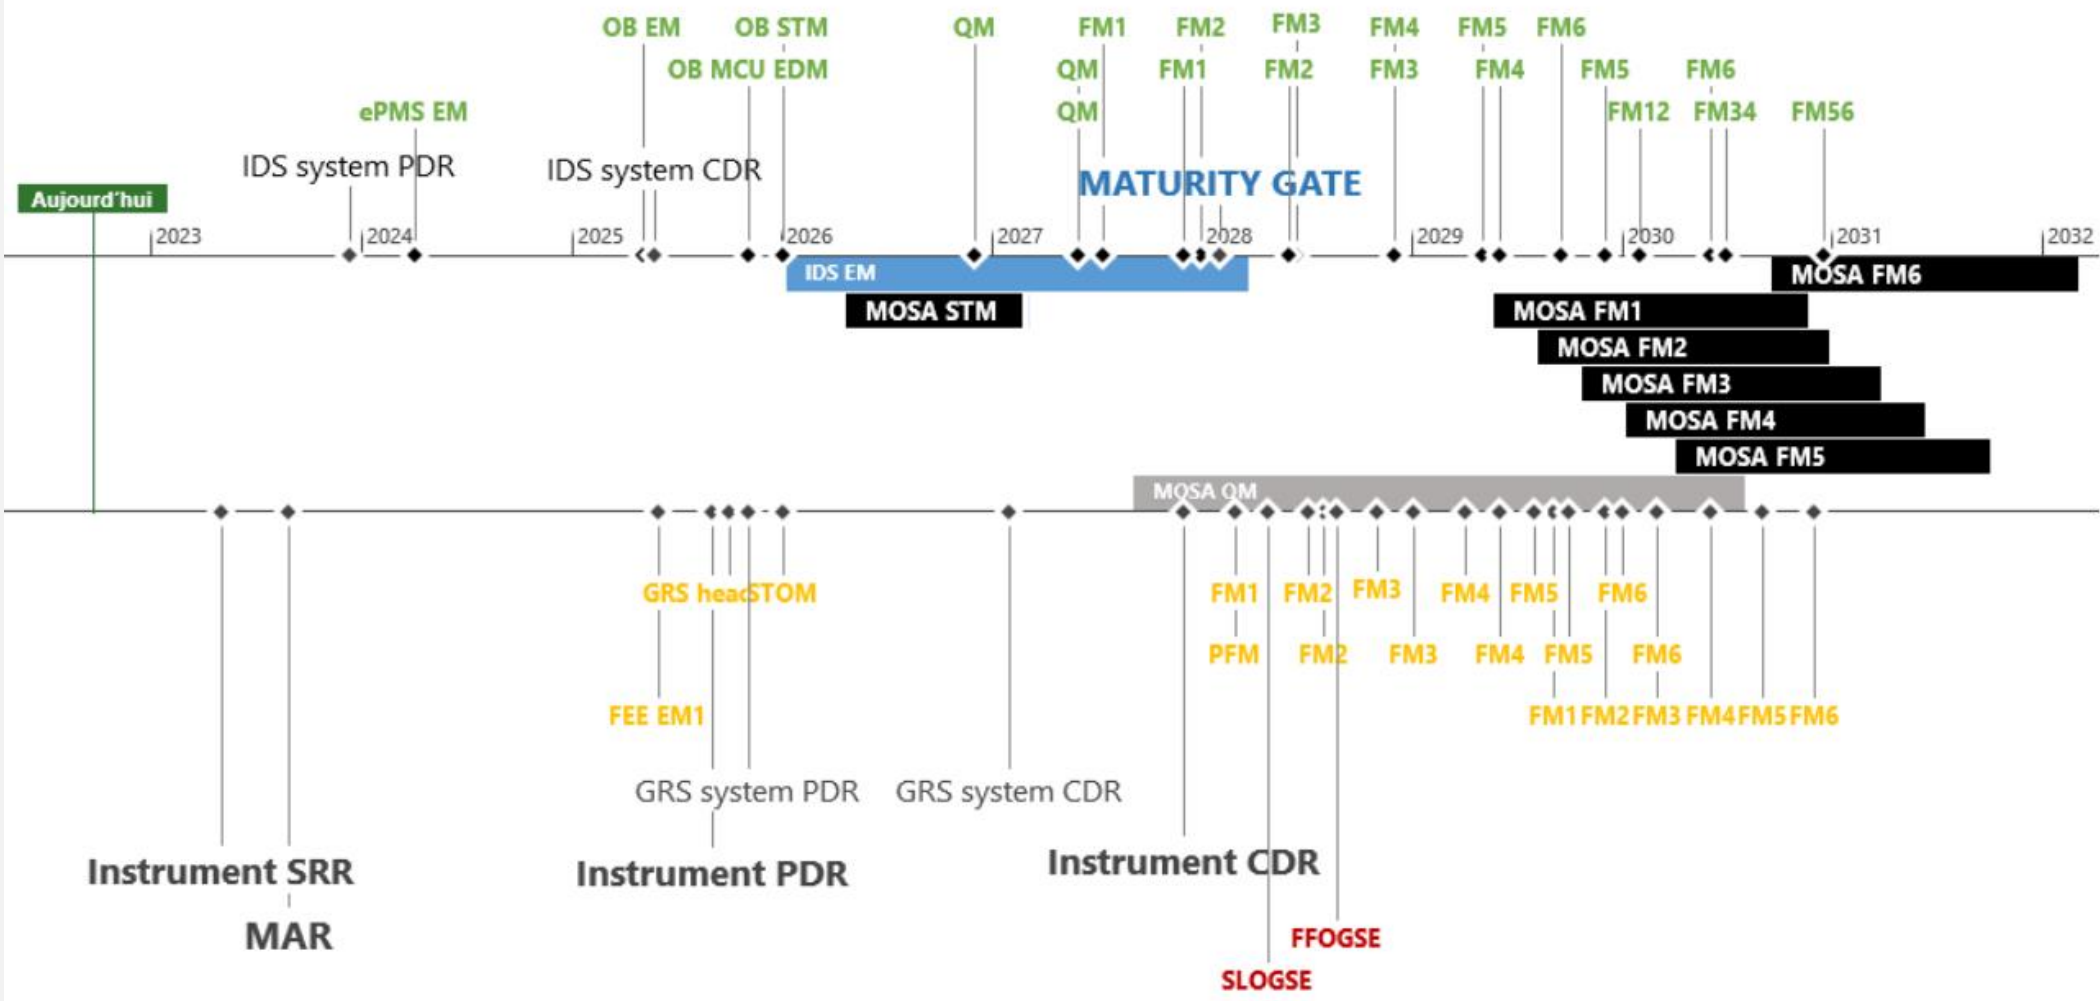 OB EM OB STM QM FM1 FM2 FM3 FM4 FM5 FM6
OB MCU EDM QM FM1 FM2 FM3 FM4 FM5 FM6
ePMS EM QM FM12 FM34 FM56
IDS system PDR IDS system CDR
MATURITY GATE
Aujourd'hui
2023 2024 2025 2026 2027 2028 2029 2030 2031 2032
IDS EM MOSA FM6
MOSA STM MOSA FM1
MOSA FM2
MOSA FM3
MOSA FM4
MOSA FM5
MOSA QM
GRS head STOM FM1 FM2 FM3 FM4 FM5 FM6
PFM FM2 FM3 FM4 FM5 FM6
FEE EM1 FM1 FM2 FM3 FM4 FM5 FM6
GRS system PDR GRS system CDR
Instrument SRR Instrument PDR Instrument CDR
MAR
FFOGSE
SLOGSE